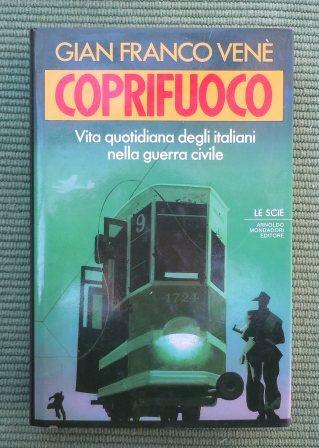 GIAN FRANCO VENÈ
COPRIFUOCO
Vita quotidiana degli italiani
nella guerra civile
LE SCIE
ARNOLDO
MONDADORI
EDITORE
9
1724